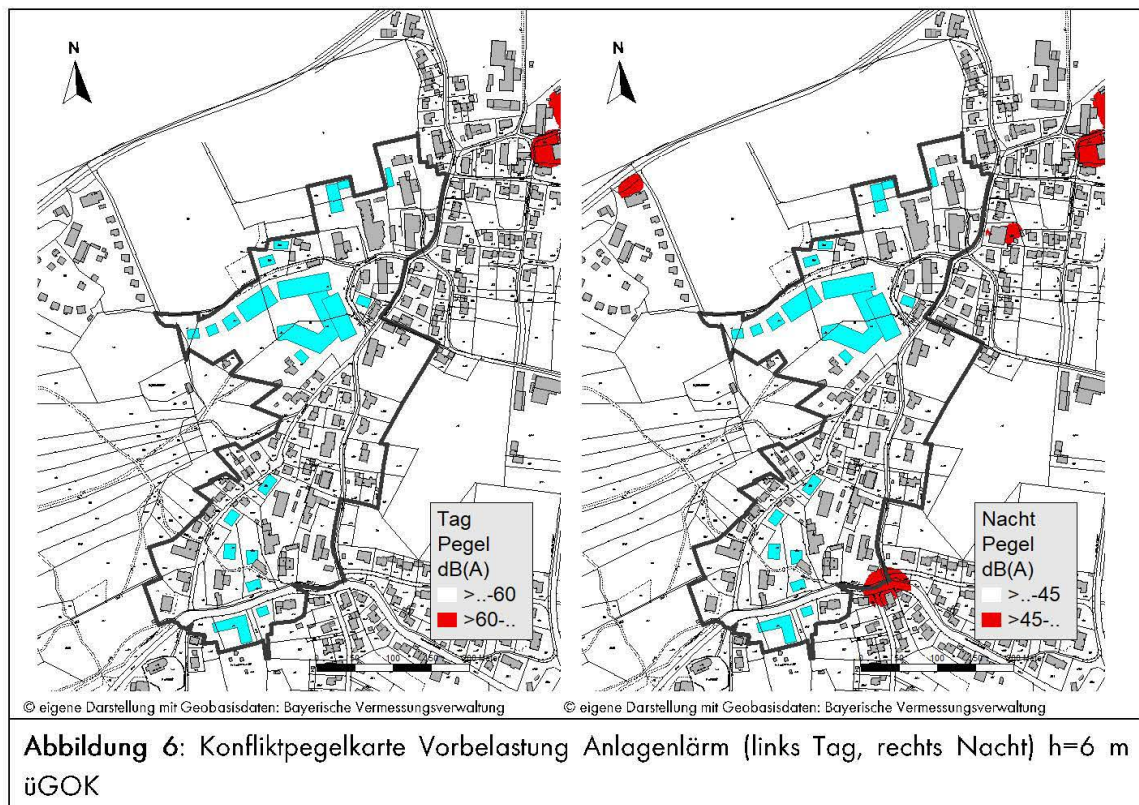 N
Tag
Pegel
dB(A)
>..-60
>60-..
© eigene Darstellung mit Geobasisdaten: Bayerische Vermessungsverwaltung
N
Nacht
Pegel
dB(A)
>..-45
>45-..
© eigene Darstellung mit Geobasisdaten: Bayerische Vermessungsverwaltung
Abbildung 6: Konfliktpegelkarte Vorbelastung Anlagenlärm (links Tag, rechts Nacht) h=6 m
üGOK